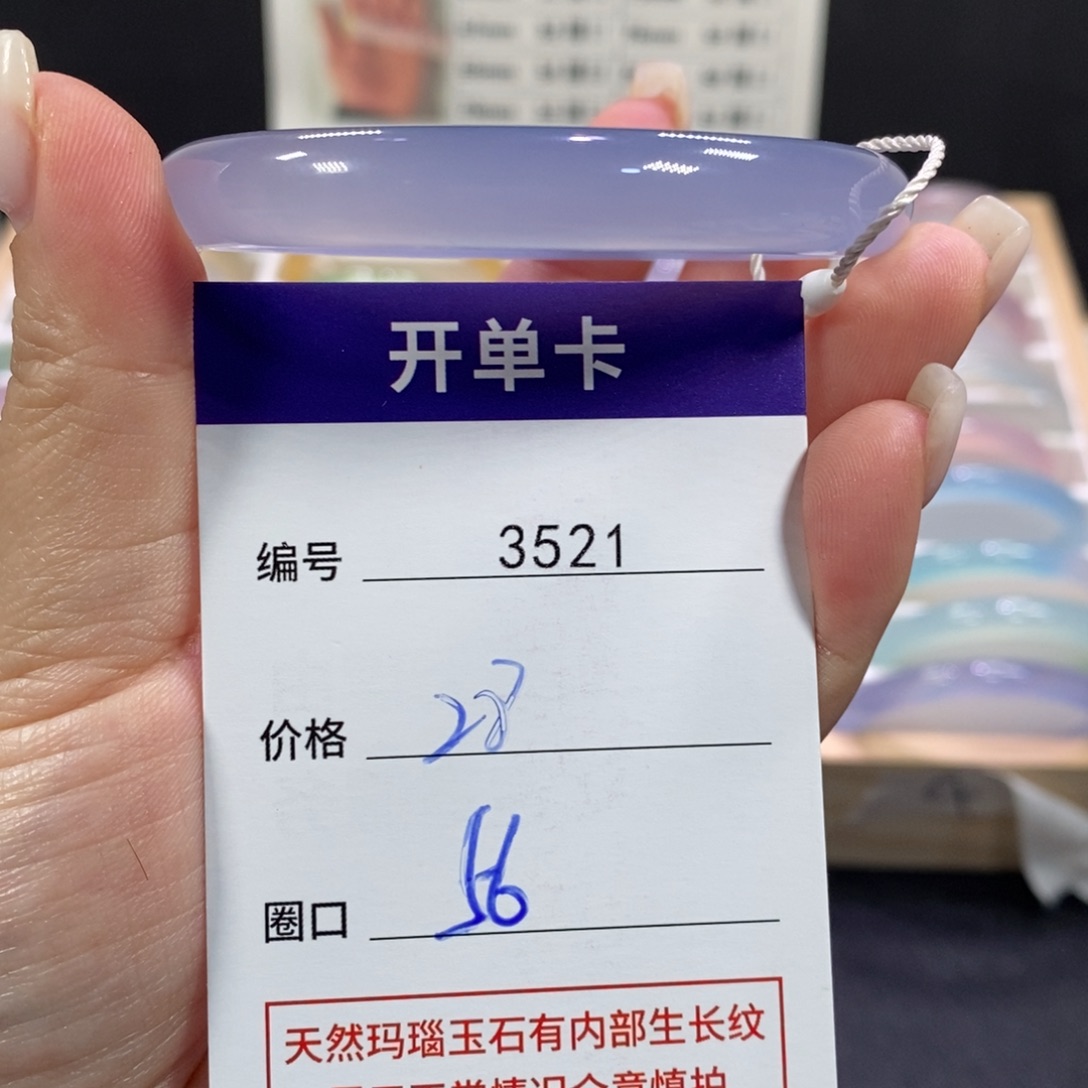 开单卡
编号 3521
价格 28
圈口 56
天然玛瑙玉石有内部生长纹